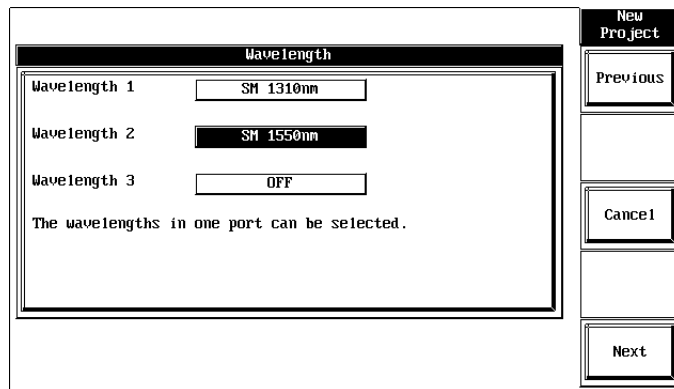 New
Project
Wavelength
Wavelength 1 SM 1310nm
Wavelength 2 SM 1550nm
Wavelength 3 OFF
The wavelengths in one port can be selected.
Previous
Cancel
Next